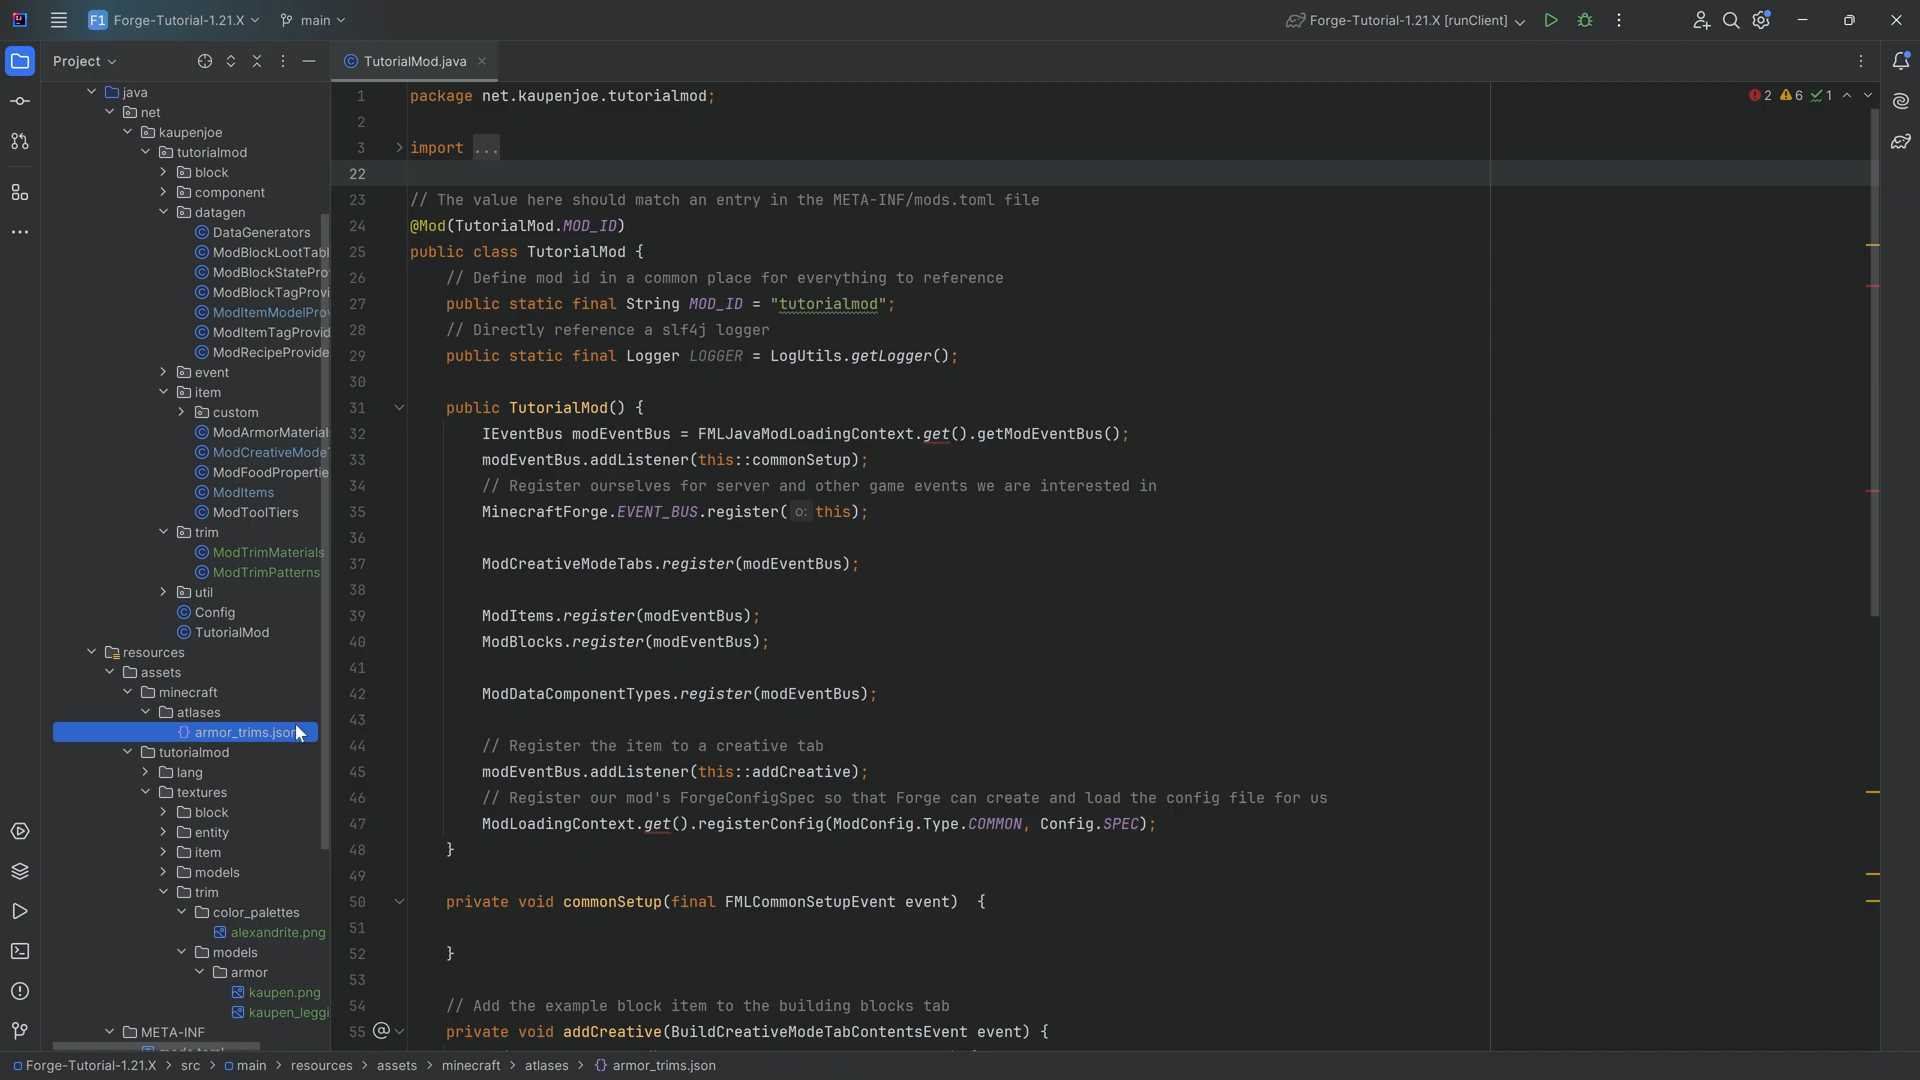 F1 Forge-Tutorial-1.21.X main Forge-Tutorial-1.21.X [runClient]
Project
java
net
kaupenjoe
tutorialmod
block
component
datagen
DataGenerators
ModBlockLootTabl
ModBlockStatePro
ModBlockTagProvi
ModItemModelPro
ModItemTagProvid
ModRecipeProvide
event
item
custom
ModArmorMaterial
ModCreativeMode
ModFoodPropertie
ModItems
ModToolTiers
trim
ModTrimMaterials
ModTrimPatterns
util
Config
TutorialMod
resources
assets
minecraft
atlases
armor_trims.json
tutorialmod
lang
textures
block
entity
item
models
trim
color_palettes
alexandrite.png
models
armor
kaupen.png
kaupen_leggi
META-INF
TutorialMod.java
2 6 1
1 package net.kaupenjoe.tutorialmod;
2
3 import ...
22
23 // The value here should match an entry in the META-INF/mods.toml file
24 @Mod(TutorialMod.MOD_ID)
25 public class TutorialMod {
26 // Define mod id in a common place for everything to reference
27 public static final String MOD_ID = "tutorialmod";
28 // Directly reference a slf4j logger
29 public static final Logger LOGGER = LogUtils.getLogger();
30
31 public TutorialMod() {
32 IEventBus modEventBus = FMLJavaModLoadingContext.get().getModEventBus();
33 modEventBus.addListener(this::commonSetup);
34 // Register ourselves for server and other game events we are interested in
35 MinecraftForge.EVENT_BUS.register( o: this);
36
37 ModCreativeModeTabs.register(modEventBus);
38
39 ModItems.register(modEventBus);
40 ModBlocks.register(modEventBus);
41
42 ModDataComponentTypes.register(modEventBus);
43
44 // Register the item to a creative tab
45 modEventBus.addListener(this::addCreative);
46 // Register our mod's ForgeConfigSpec so that Forge can create and load the config file for us
47 ModLoadingContext.get().registerConfig(ModConfig.Type.COMMON, Config.SPEC);
48 }
49
50 private void commonSetup(final FMLCommonSetupEvent event) {
51
52 }
53
54 // Add the example block item to the building blocks tab
55 @ private void addCreative(BuildCreativeModeTabContentsEvent event) {
Forge-Tutorial-1.21.X > src > main > resources > assets > minecraft > atlases > {} armor_trims.json